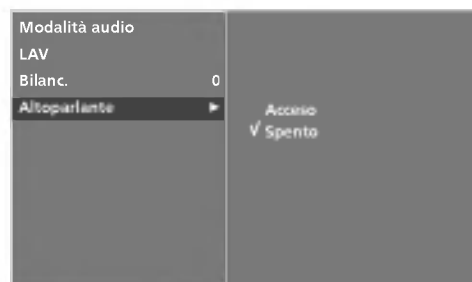 Modalità audio
LAV
Bilanc. 0
Altoparlante ►
Acceso
√ Spento